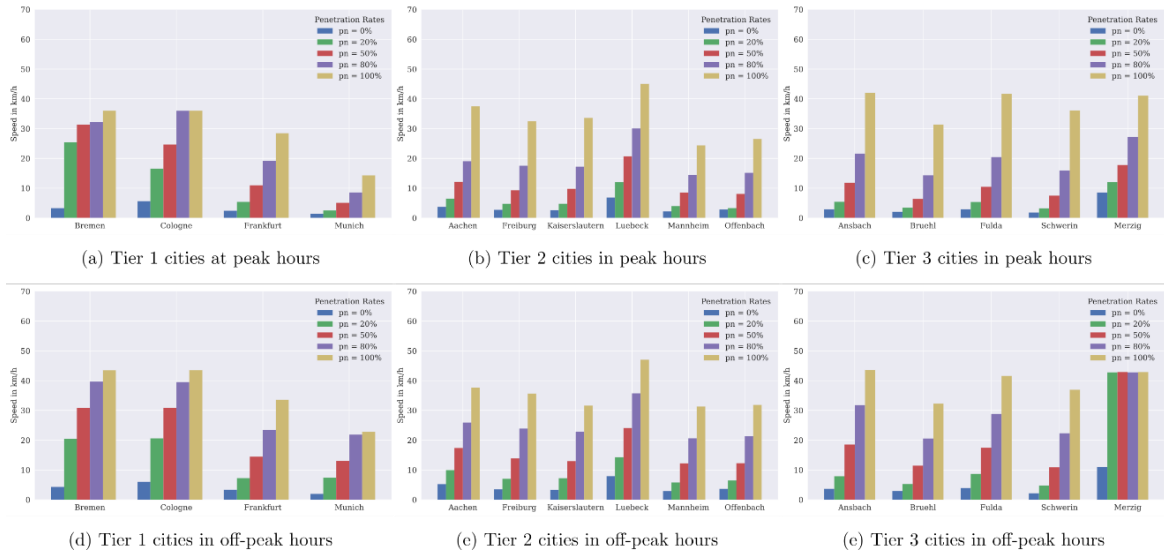 70
60
50
40
30
20
10
0
Speed in km/h
Penetration Rates
pn = 0%
pn = 20%
pn = 50%
pn = 80%
pn = 100%
Bremen Cologne Frankfurt Munich
(a) Tier 1 cities at peak hours
70
60
50
40
30
20
10
0
Speed in km/h
Penetration Rates
pn = 0%
pn = 20%
pn = 50%
pn = 80%
pn = 100%
Aachen Freiburg Kaiserslautern Luebeck Mannheim Offenbach
(b) Tier 2 cities in peak hours
70
60
50
40
30
20
10
0
Speed in km/h
Penetration Rates
pn = 0%
pn = 20%
pn = 50%
pn = 80%
pn = 100%
Ansbach Bruehl Fulda Schwerin Merzig
(c) Tier 3 cities in peak hours
70
60
50
40
30
20
10
0
Speed in km/h
Penetration Rates
pn = 0%
pn = 20%
pn = 50%
pn = 80%
pn = 100%
Bremen Cologne Frankfurt Munich
(d) Tier 1 cities in off-peak hours
70
60
50
40
30
20
10
0
Speed in km/h
Penetration Rates
pn = 0%
pn = 20%
pn = 50%
pn = 80%
pn = 100%
Aachen Freiburg Kaiserslautern Luebeck Mannheim Offenbach
(e) Tier 2 cities in off-peak hours
70
60
50
40
30
20
10
0
Speed in km/h
Penetration Rates
pn = 0%
pn = 20%
pn = 50%
pn = 80%
pn = 100%
Ansbach Bruehl Fulda Schwerin Merzig
(e) Tier 3 cities in off-peak hours